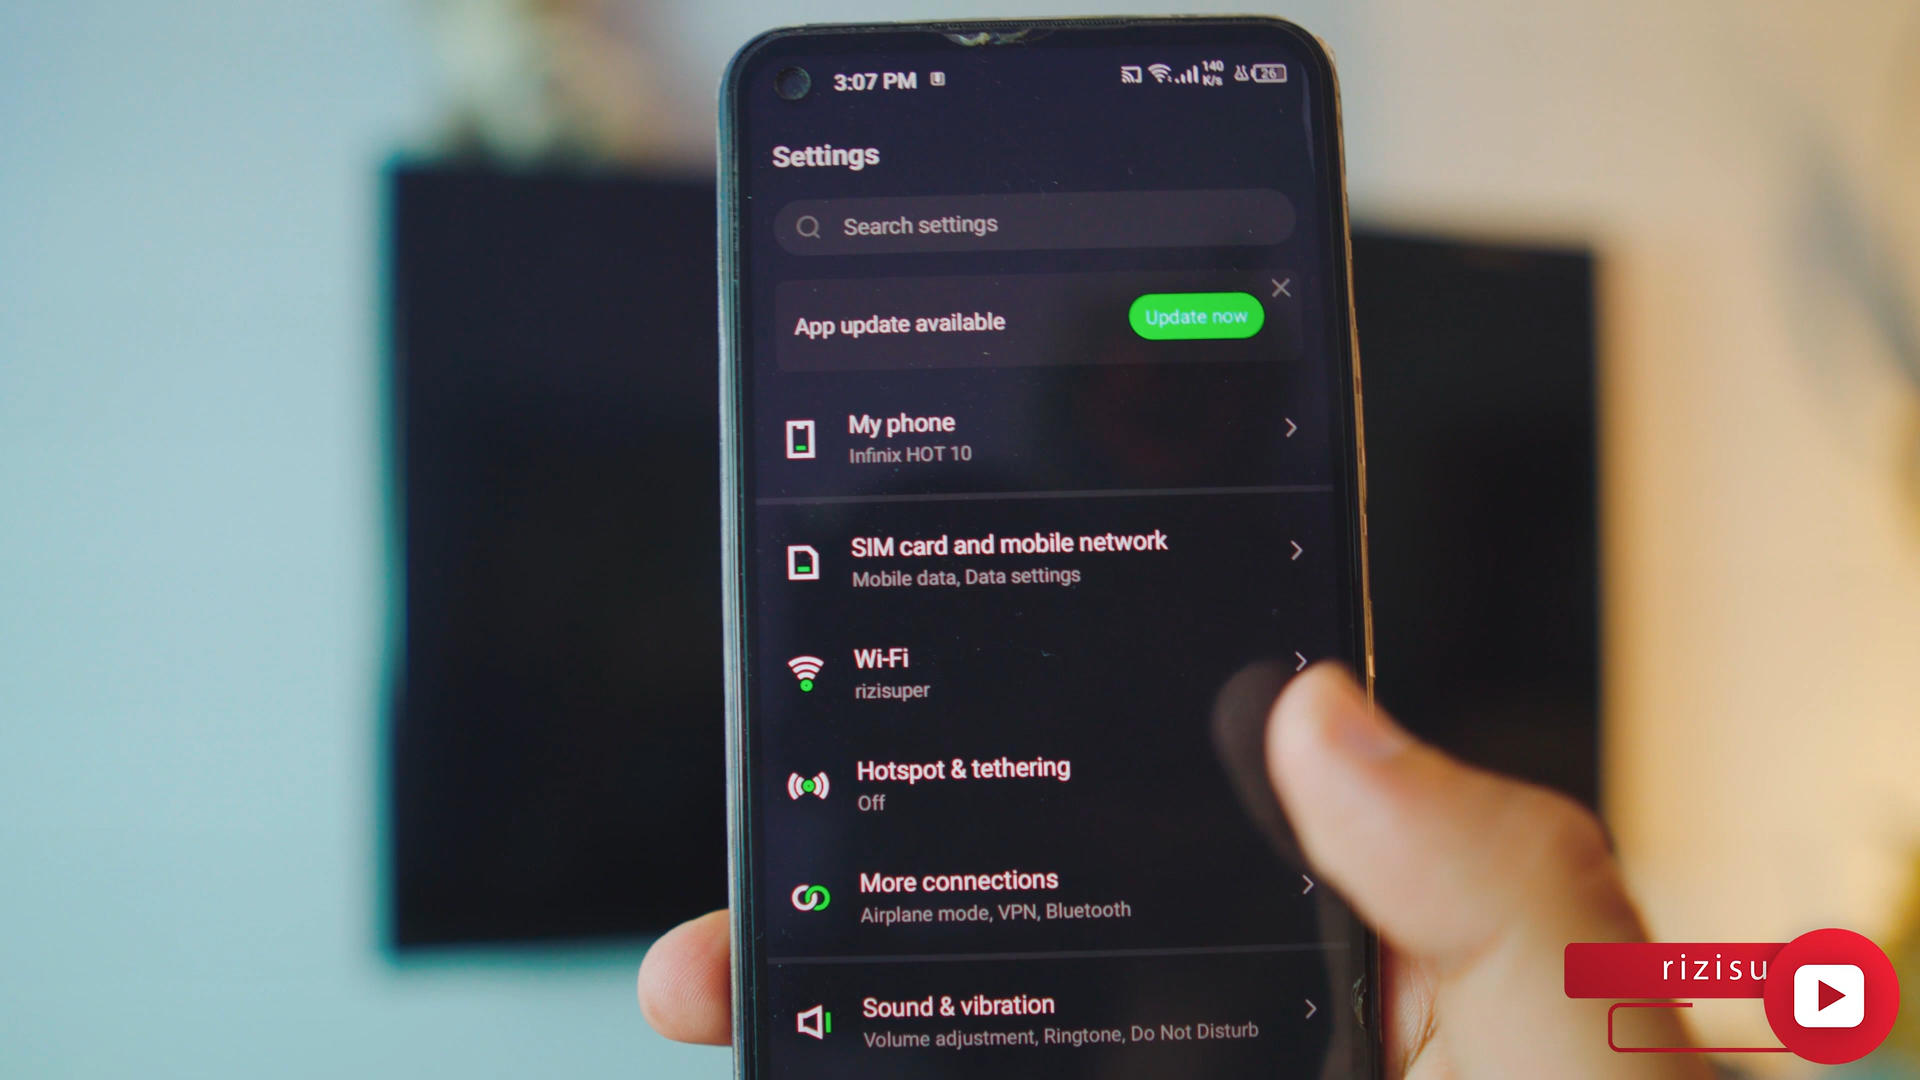 3:07 PM
140
K/s
26
Settings
Search settings
App update available
Update now
My phone
Infinix HOT 10
SIM card and mobile network
Mobile data, Data settings
Wi-Fi
rizisuper
Hotspot & tethering
Off
More connections
Airplane mode, VPN, Bluetooth
Sound & vibration
Volume adjustment, Ringtone, Do Not Disturb
rizisu